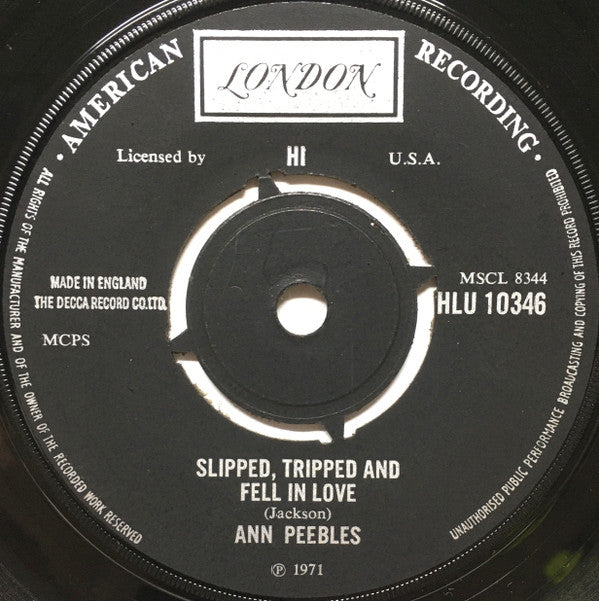 · AMERICAN RECORDING ·
LONDON
Licensed by HI U.S.A.
MADE IN ENGLAND
THE DECCA RECORD CO. LTD.
MCPS
MSCL 8344
HLU 10346
SLIPPED, TRIPPED AND
FELL IN LOVE
(Jackson)
ANN PEEBLES
℗ 1971
ALL RIGHTS OF THE MANUFACTURER AND OF THE OWNER OF THE RECORDED WORK RESERVED
UNAUTHORISED PUBLIC PERFORMANCE BROADCASTING AND COPYING OF THIS RECORD PROHIBITED